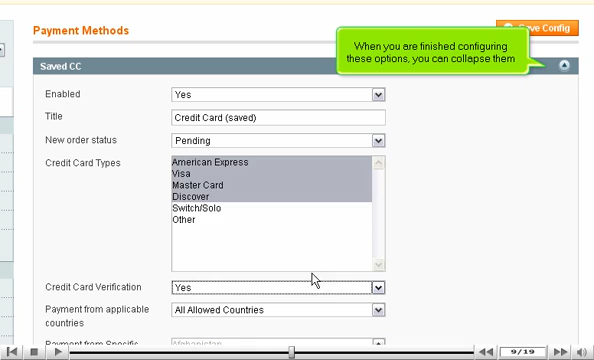 Payment Methods
Save Config
When you are finished configuring
these options, you can collapse them
Saved CC
Enabled
Yes
Title
Credit Card (saved)
New order status
Pending
Credit Card Types
American Express
Visa
Master Card
Discover
Switch/Solo
Other
Credit Card Verification
Yes
Payment from applicable
countries
All Allowed Countries
Payment from Specific
Afghanistan
9/19